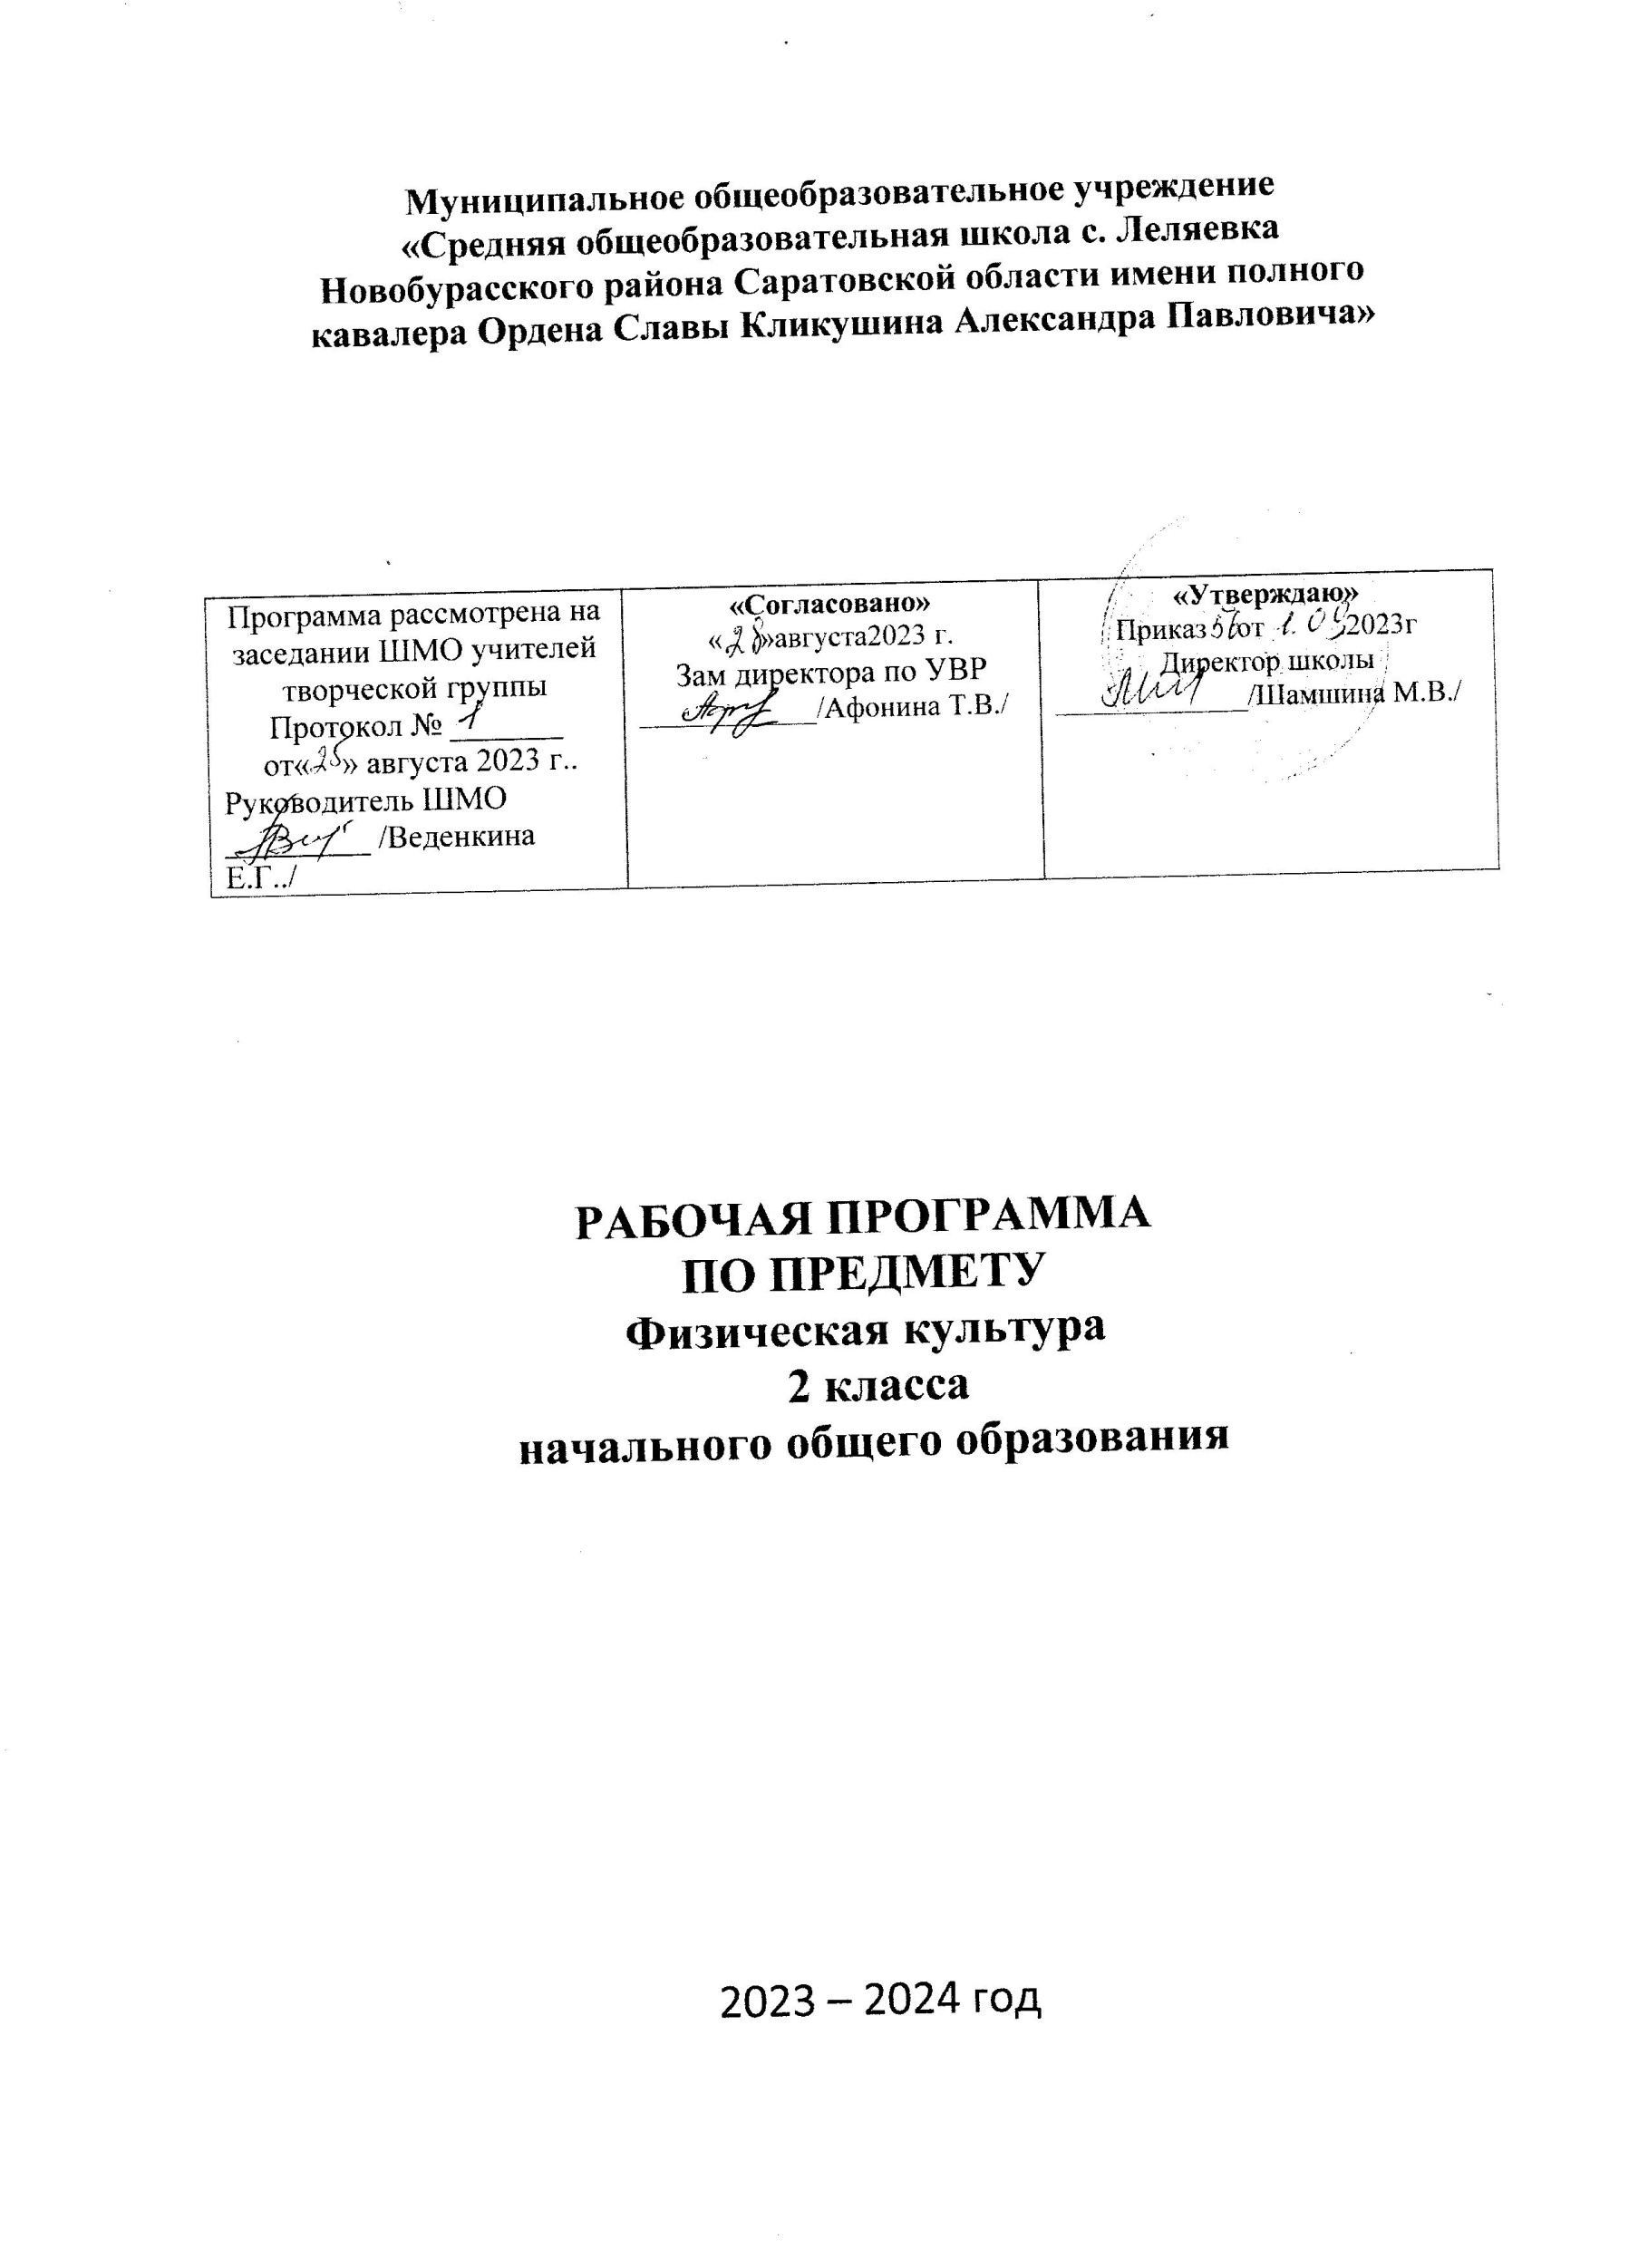 Муниципальное общеобразовательное учреждение
«Средняя общеобразовательная школа с. Леляевка
Новобурасского района Саратовской области имени полного
кавалера Ордена Славы Кликушина Александра Павловича»
Программа рассмотрена на
заседании ШМО учителей
творческой группы
Протокол № 1
от« » августа 2023 г..
Руководитель ШМО
/Веденкина
Е.Г../
«Согласовано»
«28»августа2023 г.
Зам директора по УВР
/Афонина Т.В./
«Утверждаю»
Приказ от 1.09 2023г
Директор школы
/Шамшина М.В./
РАБОЧАЯ ПРОГРАММА
ПО ПРЕДМЕТУ
Физическая культура
2 класса
начального общего образования
2023 – 2024 год